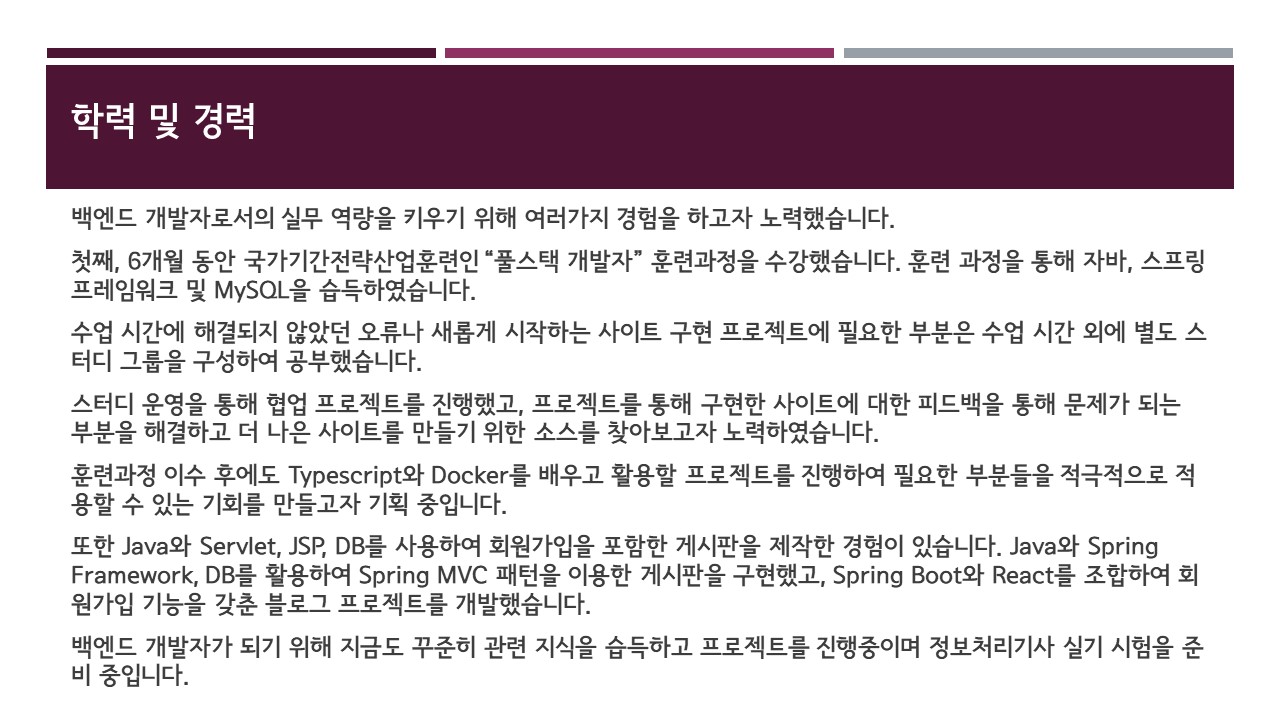 학력 및 경력
백엔드 개발자로서의 실무 역량을 키우기 위해 여러가지 경험을 하고자 노력했습니다.
첫째, 6개월 동안 국가기간전략산업훈련인 “풀스택 개발자” 훈련과정을 수강했습니다. 훈련 과정을 통해 자바, 스프링
프레임워크 및 MySQL을 습득하였습니다.
수업 시간에 해결되지 않았던 오류나 새롭게 시작하는 사이트 구현 프로젝트에 필요한 부분은 수업 시간 외에 별도 스
터디 그룹을 구성하여 공부했습니다.
스터디 운영을 통해 협업 프로젝트를 진행했고, 프로젝트를 통해 구현한 사이트에 대한 피드백을 통해 문제가 되는
부분을 해결하고 더 나은 사이트를 만들기 위한 소스를 찾아보고자 노력하였습니다.
훈련과정 이수 후에도 Typescript와 Docker를 배우고 활용할 프로젝트를 진행하여 필요한 부분들을 적극적으로 적
용할 수 있는 기회를 만들고자 기획 중입니다.
또한 Java와 Servlet, JSP, DB를 사용하여 회원가입을 포함한 게시판을 제작한 경험이 있습니다. Java와 Spring
Framework, DB를 활용하여 Spring MVC 패턴을 이용한 게시판을 구현했고, Spring Boot와 React를 조합하여 회
원가입 기능을 갖춘 블로그 프로젝트를 개발했습니다.
백엔드 개발자가 되기 위해 지금도 꾸준히 관련 지식을 습득하고 프로젝트를 진행중이며 정보처리기사 실기 시험을 준
비 중입니다.